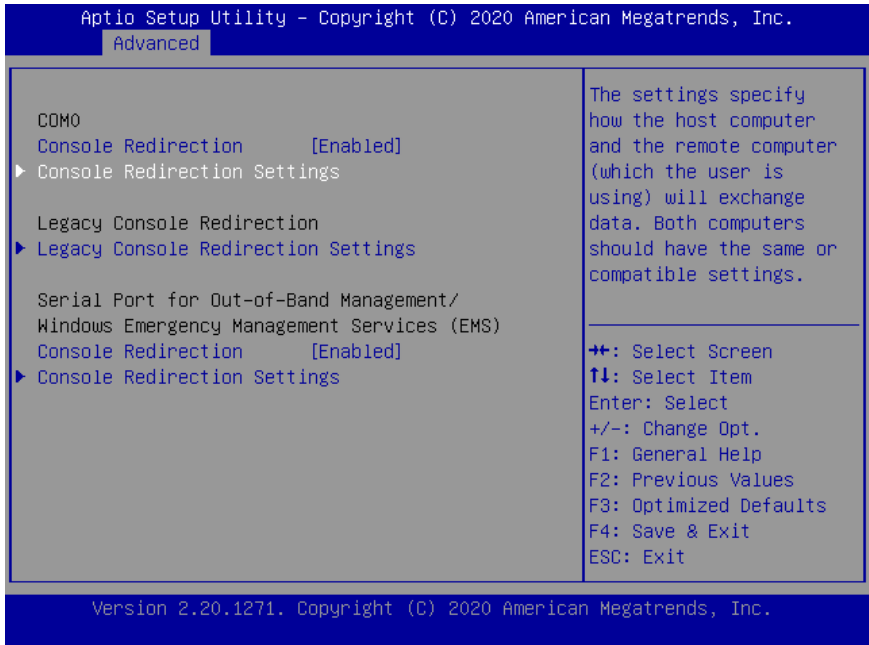 Aptio Setup Utility – Copyright (C) 2020 American Megatrends, Inc.
Advanced
COM0
Console Redirection [Enabled]
▶ Console Redirection Settings
Legacy Console Redirection
▶ Legacy Console Redirection Settings
Serial Port for Out-of-Band Management/
Windows Emergency Management Services (EMS)
Console Redirection [Enabled]
▶ Console Redirection Settings
The settings specify
how the host computer
and the remote computer
(which the user is
using) will exchange
data. Both computers
should have the same or
compatible settings.
→←: Select Screen
↑↓: Select Item
Enter: Select
+/-: Change Opt.
F1: General Help
F2: Previous Values
F3: Optimized Defaults
F4: Save & Exit
ESC: Exit
Version 2.20.1271. Copyright (C) 2020 American Megatrends, Inc.